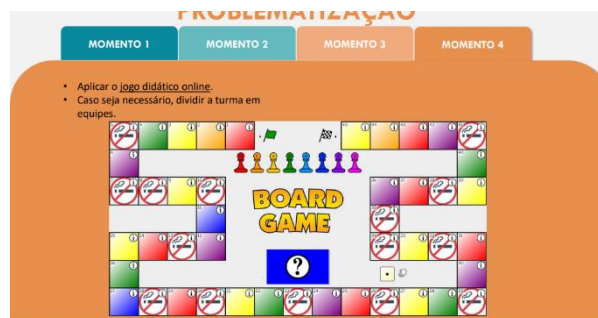 PROBLEMATIZAÇÃO
MOMENTO 1
MOMENTO 2
MOMENTO 3
MOMENTO 4
• Aplicar o jogo didático online.
• Caso seja necessário, dividir a turma em
equipes.
BOARD
GAME
?